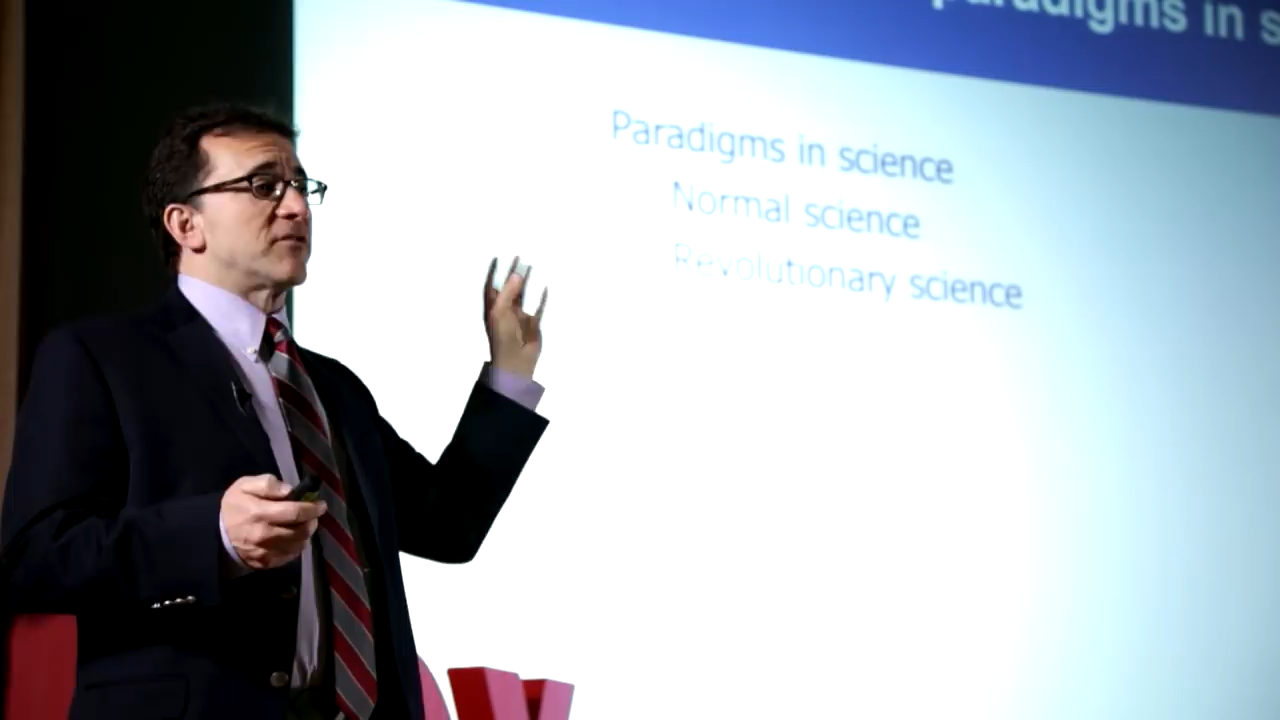 paradigms in s
Paradigms in science
Normal science
Revolutionary science